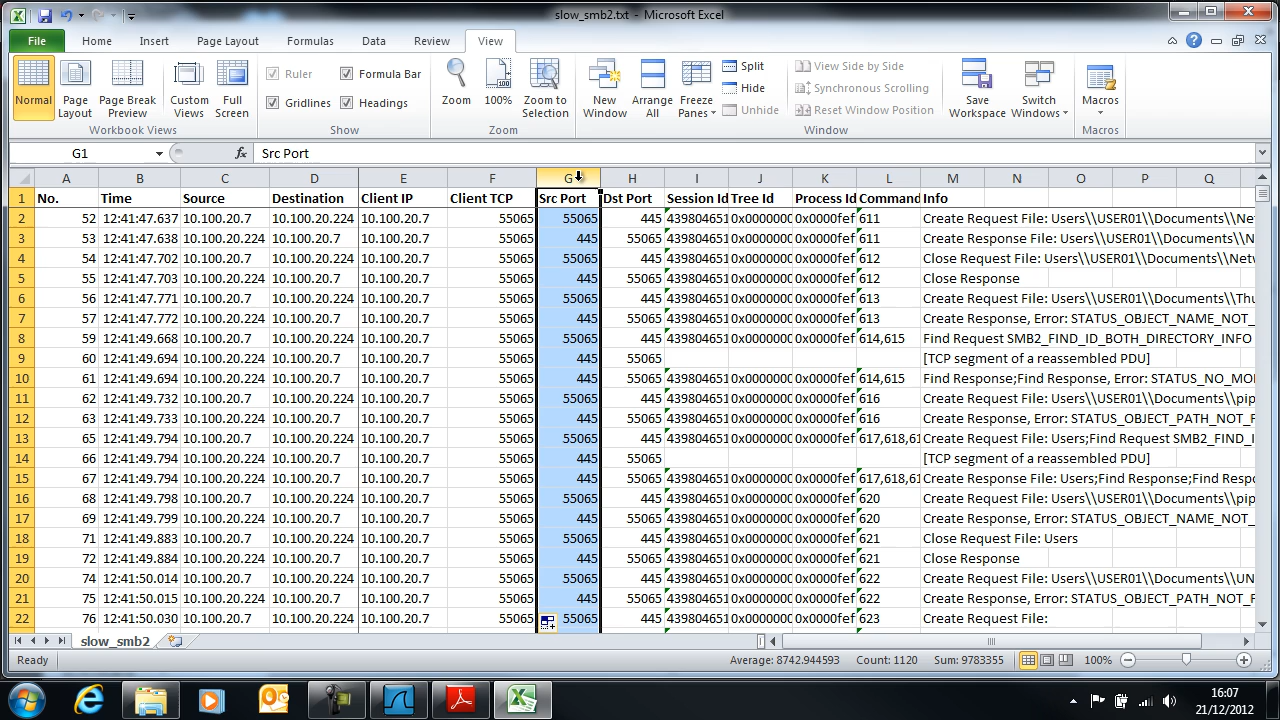 slow_smb2.txt - Microsoft Excel
File Home Insert Page Layout Formulas Data Review View
Normal Page Layout Page Break Preview Custom Views Full Screen Ruler Formula Bar Gridlines Headings Zoom 100% Zoom to Selection New Window Arrange All Freeze Panes Split Hide Unhide View Side by Side Synchronous Scrolling Reset Window Position Save Workspace Switch Windows Macros
Workbook Views Show Zoom Window Macros
G1 fx Src Port
A B C D E F G H I J K L M N O P Q
1 No. Time Source Destination Client IP Client TCP Src Port Dst Port Session Id Tree Id Process Id Command Info
2 52 12:41:47.637 10.100.20.7 10.100.20.224 10.100.20.7 55065 55065 445 439804651 0x0000000 0x0000fef 611 Create Request File: Users\\USER01\\Documents\\Net
3 53 12:41:47.638 10.100.20.224 10.100.20.7 10.100.20.7 55065 445 55065 439804651 0x0000000 0x0000fef 611 Create Response File: Users\\USER01\\Documents\\N
4 54 12:41:47.702 10.100.20.7 10.100.20.224 10.100.20.7 55065 55065 445 439804651 0x0000000 0x0000fef 612 Close Request File: Users\\USER01\\Documents\\Netw
5 55 12:41:47.703 10.100.20.224 10.100.20.7 10.100.20.7 55065 445 55065 439804651 0x0000000 0x0000fef 612 Close Response
6 56 12:41:47.771 10.100.20.7 10.100.20.224 10.100.20.7 55065 55065 445 439804651 0x0000000 0x0000fef 613 Create Request File: Users\\USER01\\Documents\\Thu
7 57 12:41:47.772 10.100.20.224 10.100.20.7 10.100.20.7 55065 445 55065 439804651 0x0000000 0x0000fef 613 Create Response, Error: STATUS_OBJECT_NAME_NOT_
8 59 12:41:49.668 10.100.20.7 10.100.20.224 10.100.20.7 55065 55065 445 439804651 0x0000000 0x0000fef 614,615 Find Request SMB2_FIND_ID_BOTH_DIRECTORY_INFO
9 60 12:41:49.694 10.100.20.224 10.100.20.7 10.100.20.7 55065 445 55065 [TCP segment of a reassembled PDU]
10 61 12:41:49.694 10.100.20.224 10.100.20.7 10.100.20.7 55065 445 55065 439804651 0x0000000 0x0000fef 614,615 Find Response;Find Response, Error: STATUS_NO_MO
11 62 12:41:49.732 10.100.20.7 10.100.20.224 10.100.20.7 55065 55065 445 439804651 0x0000000 0x0000fef 616 Create Request File: Users\\USER01\\Documents\\pip
12 63 12:41:49.733 10.100.20.224 10.100.20.7 10.100.20.7 55065 445 55065 439804651 0x0000000 0x0000fef 616 Create Response, Error: STATUS_OBJECT_PATH_NOT_F
13 65 12:41:49.794 10.100.20.7 10.100.20.224 10.100.20.7 55065 55065 445 439804651 0x0000000 0x0000fef 617,618,61 Create Request File: Users;Find Request SMB2_FIND_I
14 66 12:41:49.794 10.100.20.224 10.100.20.7 10.100.20.7 55065 445 55065 [TCP segment of a reassembled PDU]
15 67 12:41:49.794 10.100.20.224 10.100.20.7 10.100.20.7 55065 445 55065 439804651 0x0000000 0x0000fef 617,618,61 Create Response File: Users;Find Response;Find Respo
16 68 12:41:49.798 10.100.20.7 10.100.20.224 10.100.20.7 55065 55065 445 439804651 0x0000000 0x0000fef 620 Create Request File: Users\\USER01\\Documents\\pip
17 69 12:41:49.799 10.100.20.224 10.100.20.7 10.100.20.7 55065 445 55065 439804651 0x0000000 0x0000fef 620 Create Response, Error: STATUS_OBJECT_NAME_NOT_
18 71 12:41:49.883 10.100.20.7 10.100.20.224 10.100.20.7 55065 55065 445 439804651 0x0000000 0x0000fef 621 Close Request File: Users
19 72 12:41:49.884 10.100.20.224 10.100.20.7 10.100.20.7 55065 445 55065 439804651 0x0000000 0x0000fef 621 Close Response
20 74 12:41:50.014 10.100.20.7 10.100.20.224 10.100.20.7 55065 55065 445 439804651 0x0000000 0x0000fef 622 Create Request File: Users\\USER01\\Documents\\UN
21 75 12:41:50.015 10.100.20.224 10.100.20.7 10.100.20.7 55065 445 55065 439804651 0x0000000 0x0000fef 622 Create Response, Error: STATUS_OBJECT_PATH_NOT_F
22 76 12:41:50.030 10.100.20.7 10.100.20.224 10.100.20.7 55065 55065 445 439804651 0x0000000 0x0000fef 623 Create Request File:
slow_smb2
Ready Average: 8742.944593 Count: 1120 Sum: 9783355 100%
16:07
21/12/2012